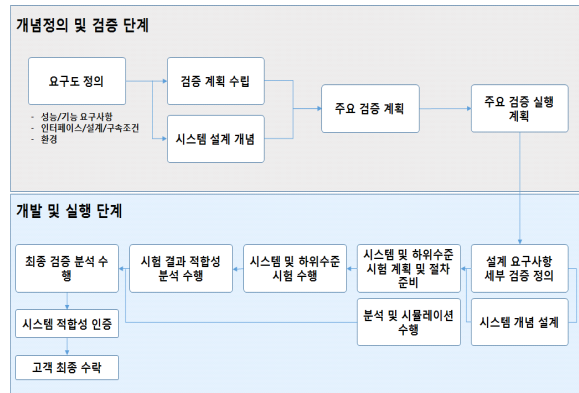 개념정의 및 검증 단계
요구도 정의
- 성능/기능 요구사항
- 인터페이스/설계/구속조건
- 환경
검증 계획 수립
시스템 설계 개념
주요 검증 계획
주요 검증 실행
계획
개발 및 실행 단계
최종 검증 분석 수
행
시험 결과 적합성
분석 수행
시스템 및 하위수준
시험 수행
시스템 및 하위수준
시험 계획 및 절차
준비
설계 요구사항
세부 검증 정의
분석 및 시뮬레이션
수행
시스템 개념 설계
시스템 적합성 인증
고객 최종 수락